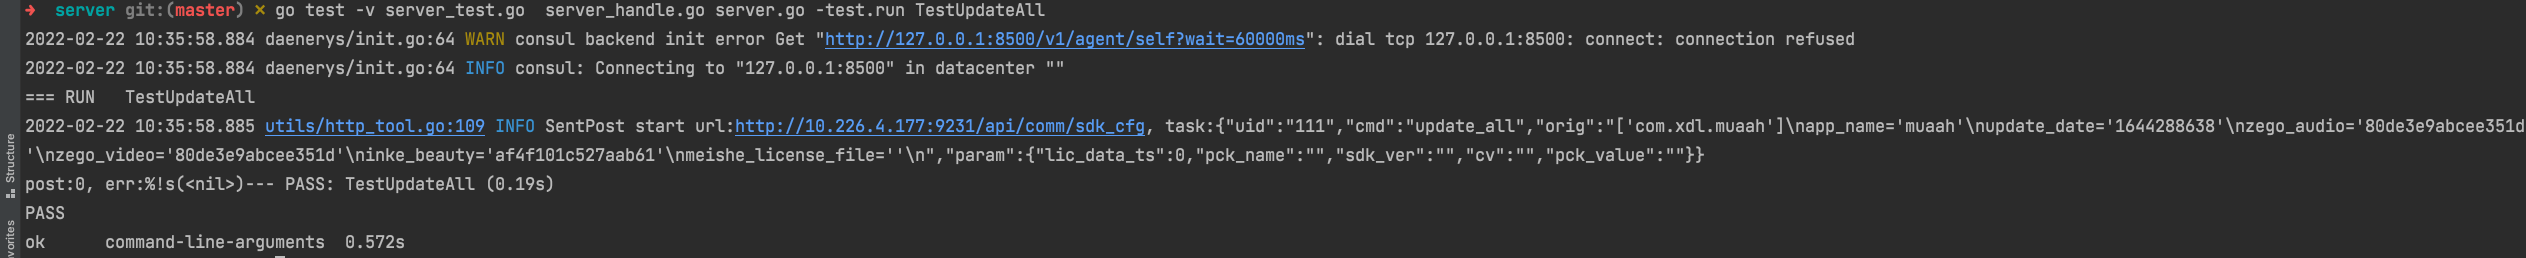 ➜  server git:(master) ✗ go test -v server_test.go  server_handle.go server.go -test.run TestUpdateAll
2022-02-22 10:35:58.884 daenerys/init.go:64 WARN consul backend init error Get "http://127.0.0.1:8500/v1/agent/self?wait=60000ms": dial tcp 127.0.0.1:8500: connect: connection refused
2022-02-22 10:35:58.884 daenerys/init.go:64 INFO consul: Connecting to "127.0.0.1:8500" in datacenter ""
=== RUN   TestUpdateAll
2022-02-22 10:35:58.885 utils/http_tool.go:109 INFO SentPost start url:http://10.226.4.177:9231/api/comm/sdk_cfg, task:{"uid":"111","cmd":"update_all","orig":"['com.xdl.muaah']\napp_name='muaah'\nupdate_date='1644288638'\nzego_audio='80de3e9abcee351d
'\nzego_video='80de3e9abcee351d'\ninke_beauty='af4f101c527aab61'\nmeishe_license_file=''\n","param":{"lic_data_ts":0,"pck_name":"","sdk_ver":"","cv":"","pck_value":""}}
post:0, err:%!s(<nil>)--- PASS: TestUpdateAll (0.19s)
PASS
ok      command-line-arguments  0.572s
Structure
vorites